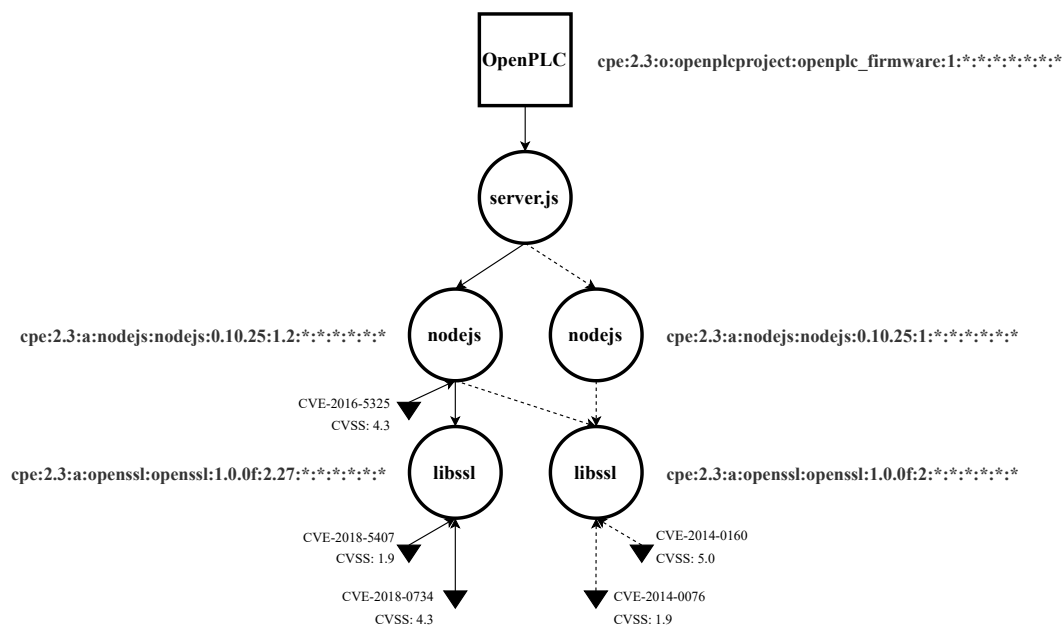 OpenPLC
cpe:2.3:o:openplcproject:openplc_firmware:1:*:*:*:*:*:*:*
server.js
cpe:2.3:a:nodejs:nodejs:0.10.25:1.2:*:*:*:*:*:*
nodejs
nodejs
cpe:2.3:a:nodejs:nodejs:0.10.25:1:*:*:*:*:*:*
CVE-2016-5325
CVSS: 4.3
cpe:2.3:a:openssl:openssl:1.0.0f:2.27:*:*:*:*:*:*
libssl
libssl
cpe:2.3:a:openssl:openssl:1.0.0f:2:*:*:*:*:*:*
CVE-2018-5407
CVSS: 1.9
CVE-2014-0160
CVSS: 5.0
CVE-2018-0734
CVSS: 4.3
CVE-2014-0076
CVSS: 1.9